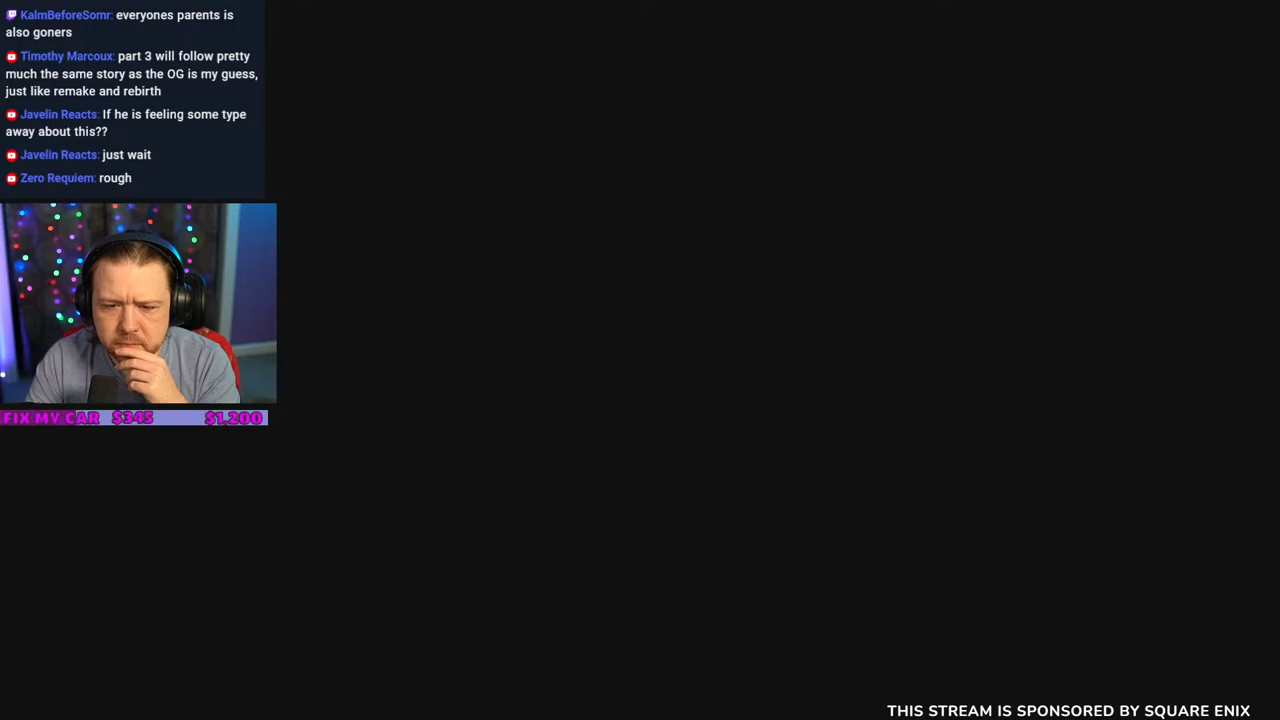 KalmBeforeSomr: everyones parents is
also goners
Timothy Marcoux: part 3 will follow pretty
much the same story as the OG is my guess,
just like remake and rebirth
Javelin Reacts: If he is feeling some type
away about this??
Javelin Reacts: just wait
Zero Requiem: rough
FIX MY CAR $345 $1,200
THIS STREAM IS SPONSORED BY SQUARE ENIX